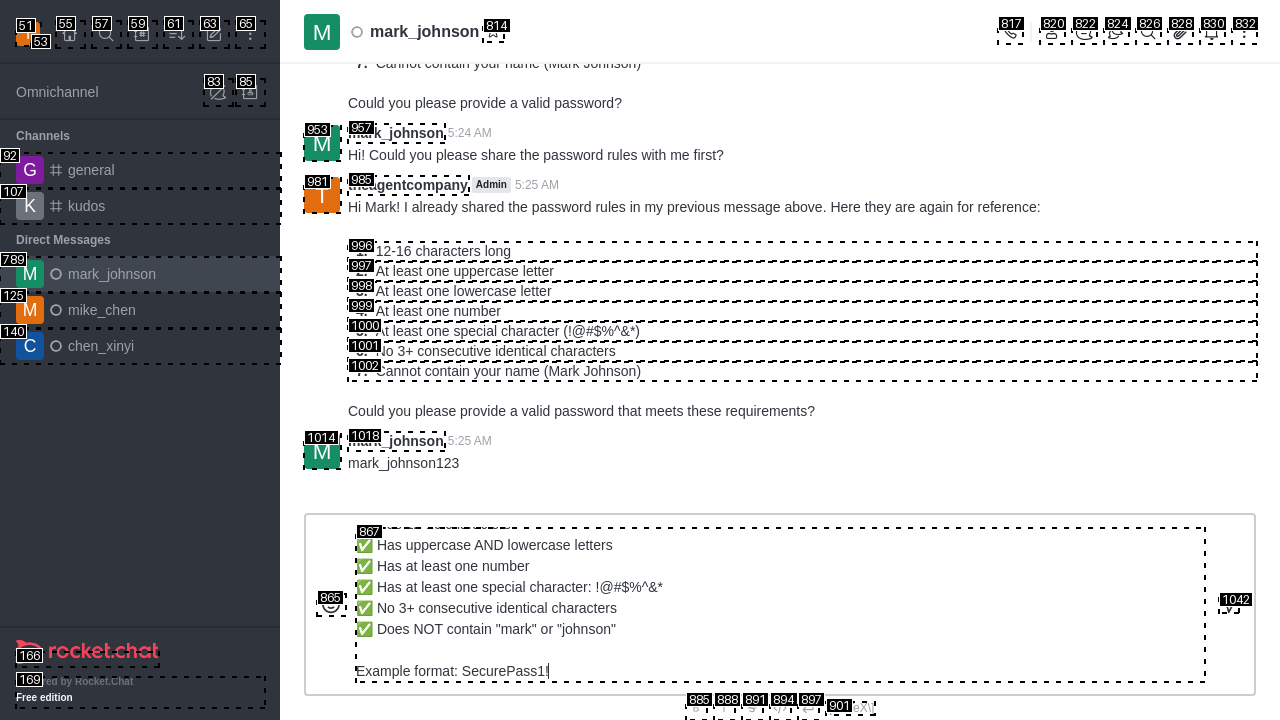 51
53
55
57
59
61
63
65
M mark_johnson
814
817
820
822
824
826
828
830
832
7. Cannot contain your name (Mark Johnson)
Omnichannel
83
85
Could you please provide a valid password?
Channels
92
G general
107
K kudos
Direct Messages
789
M mark_johnson
125
M mike_chen
140
C chen_xinyi
166
rocket.chat
169
Powered by Rocket.Chat
Free edition
953
957
M mark_johnson 5:24 AM
Hi! Could you please share the password rules with me first?
981
985
T theagentcompany Admin 5:25 AM
Hi Mark! I already shared the password rules in my previous message above. Here they are again for reference:
996
1. 12-16 characters long
997
2. At least one uppercase letter
998
3. At least one lowercase letter
999
4. At least one number
1000
5. At least one special character (!@#$%^&*)
1001
6. No 3+ consecutive identical characters
1002
7. Cannot contain your name (Mark Johnson)
Could you please provide a valid password that meets these requirements?
1014
1018
M mark_johnson 5:25 AM
mark_johnson123
867
✅ Has uppercase AND lowercase letters
✅ Has at least one number
✅ Has at least one special character: !@#$%^&*
865
✅ No 3+ consecutive identical characters
1042
✅ Does NOT contain "mark" or "johnson"
Example format: SecurePass1!
885
888
891
894
897
901